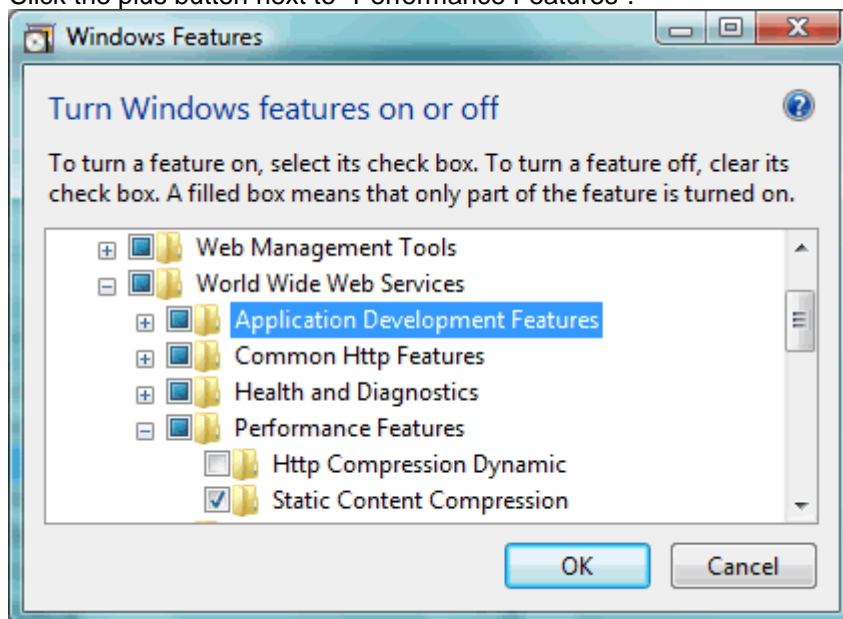 Click the plus button next to "Performance Features".
Windows Features
Turn Windows features on or off
To turn a feature on, select its check box. To turn a feature off, clear its
check box. A filled box means that only part of the feature is turned on.
Web Management Tools
World Wide Web Services
Application Development Features
Common Http Features
Health and Diagnostics
Performance Features
Http Compression Dynamic
Static Content Compression
OK
Cancel